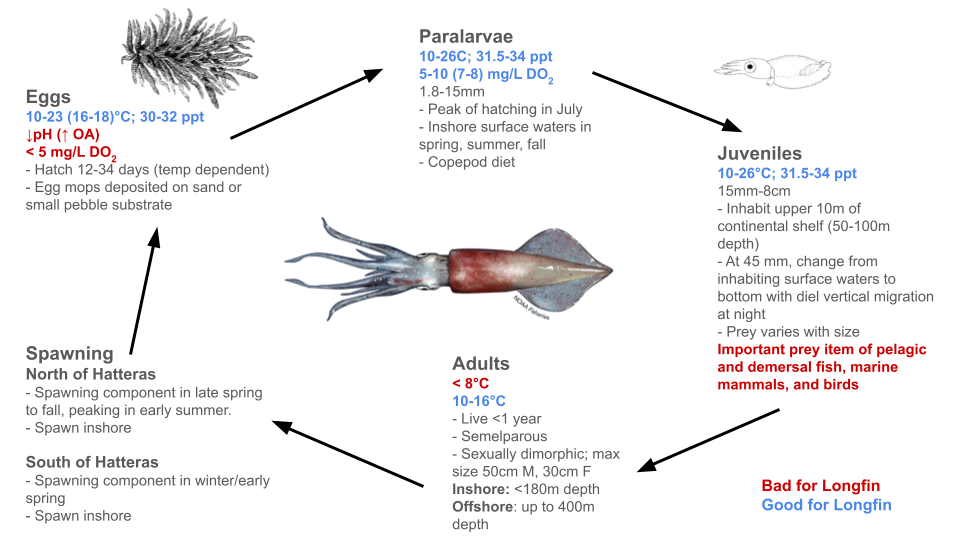 Eggs
10-23 (16-18)°C; 30-32 ppt
↓pH (↑ OA)
< 5 mg/L DO2
- Hatch 12-34 days (temp dependent)
- Egg mops deposited on sand or
small pebble substrate
Paralarvae
10-26C; 31.5-34 ppt
5-10 (7-8) mg/L DO2
1.8-15mm
- Peak of hatching in July
- Inshore surface waters in
spring, summer, fall
- Copepod diet
Juveniles
10-26°C; 31.5-34 ppt
15mm-8cm
- Inhabit upper 10m of
continental shelf (50-100m
depth)
- At 45 mm, change from
inhabiting surface waters to
bottom with diel vertical migration
at night
- Prey varies with size
Important prey item of pelagic
and demersal fish, marine
mammals, and birds
NOAA Fisheries
Adults
< 8°C
10-16°C
- Live <1 year
- Semelparous
- Sexually dimorphic; max
size 50cm M, 30cm F
Inshore: <180m depth
Offshore: up to 400m
depth
Spawning
North of Hatteras
- Spawning component in late spring
to fall, peaking in early summer.
- Spawn inshore
South of Hatteras
- Spawning component in winter/early
spring
- Spawn inshore
Bad for Longfin
Good for Longfin